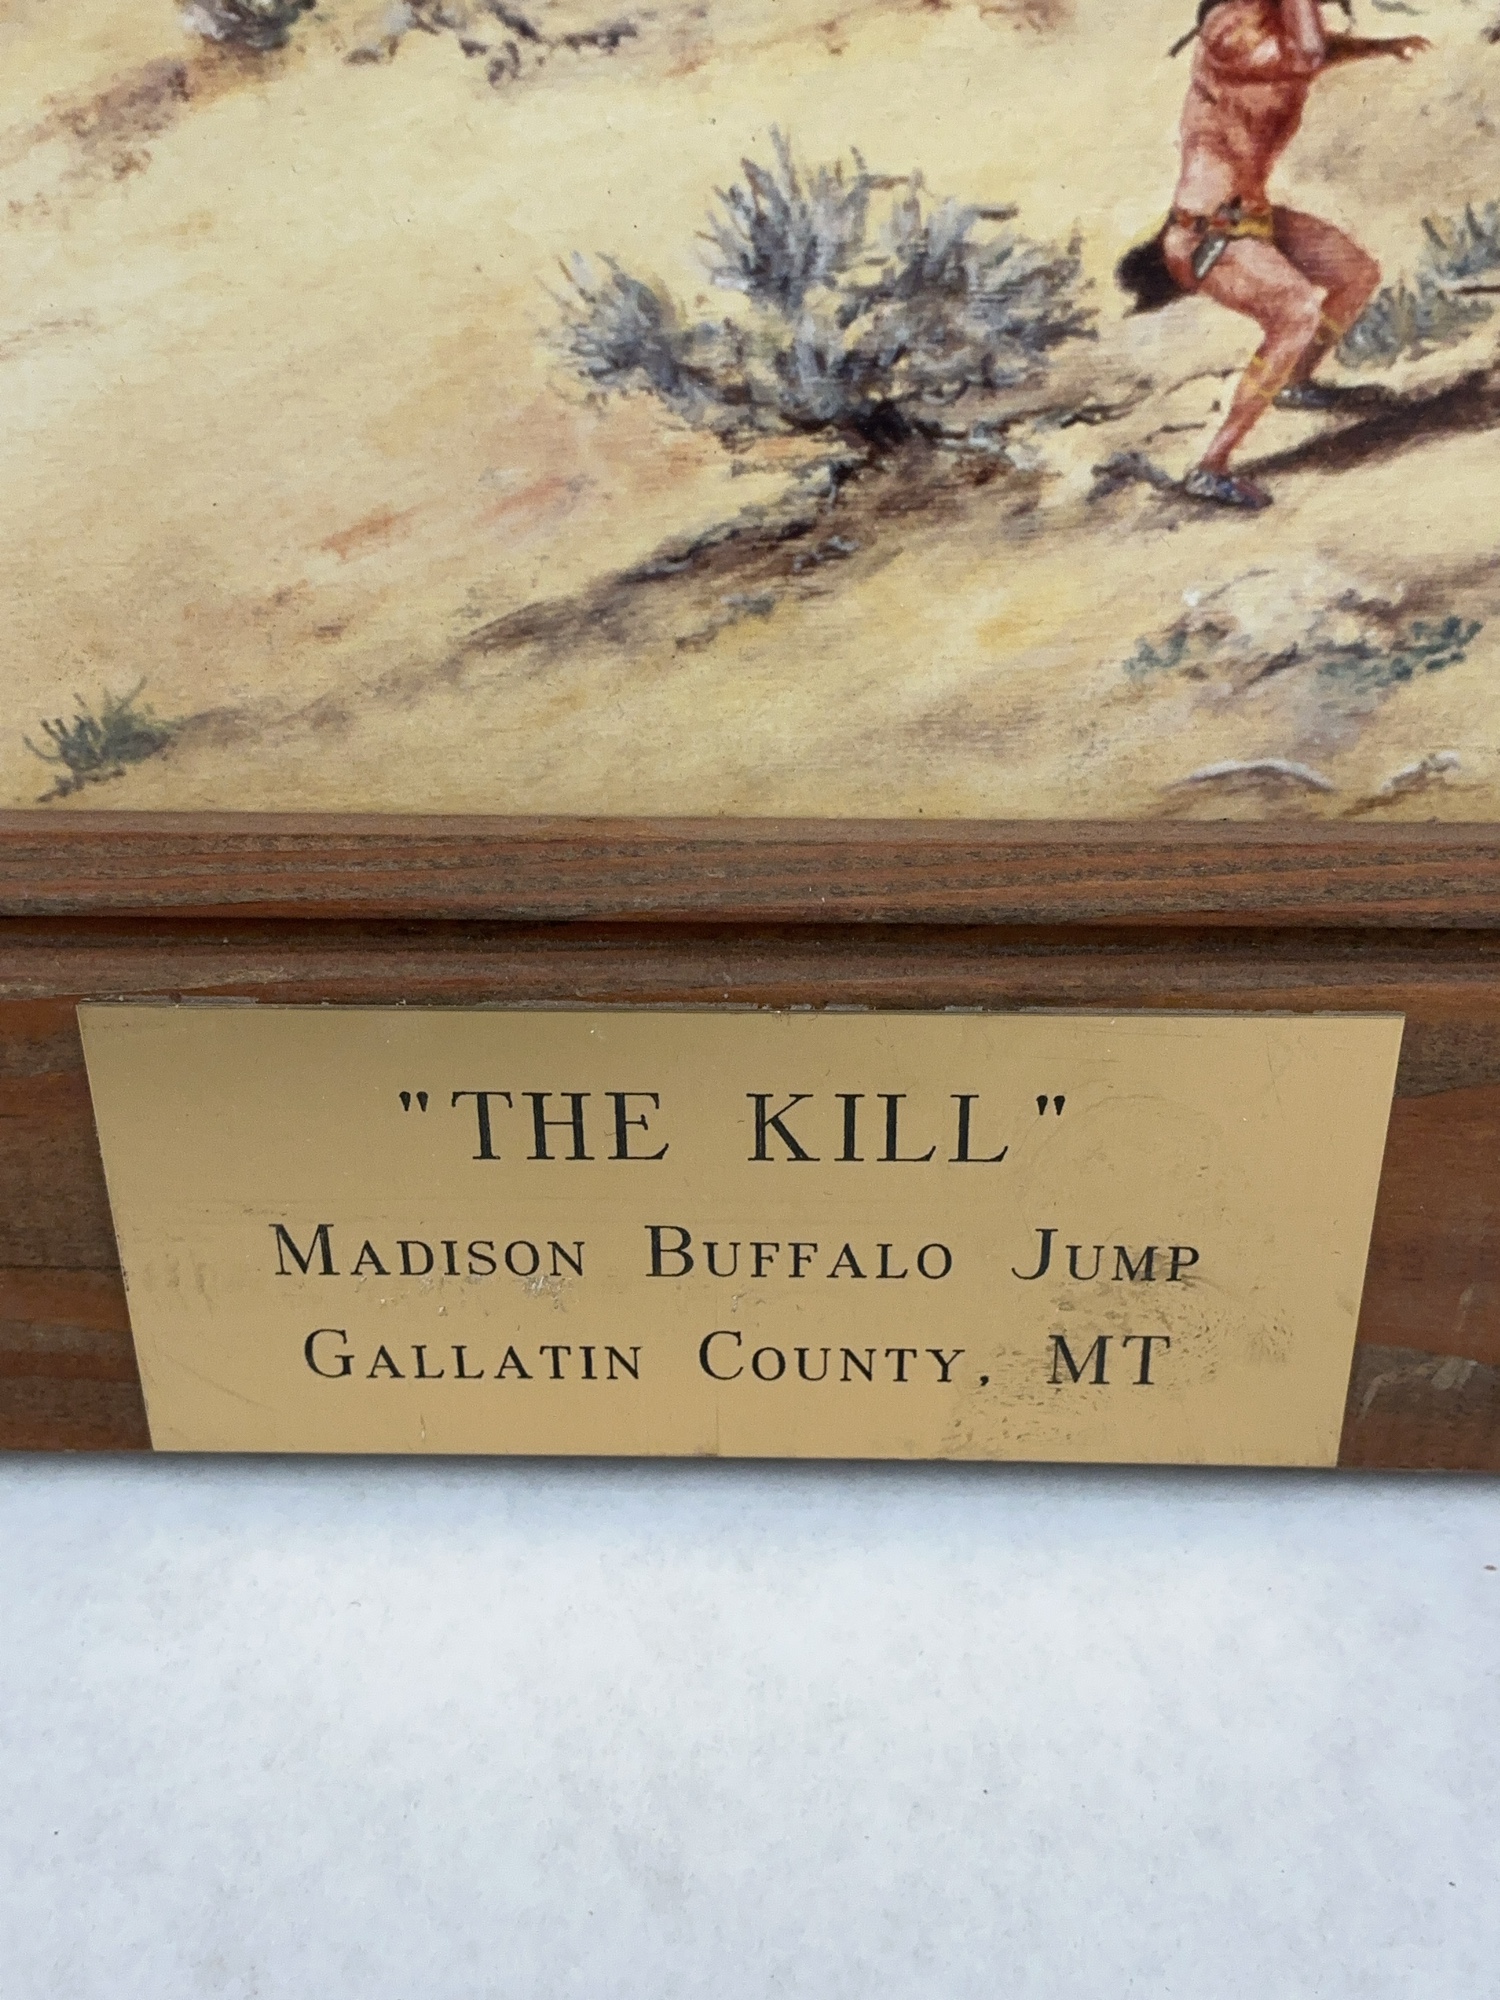 "THE KILL"
MADISON BUFFALO JUMP
GALLATIN COUNTY, MT